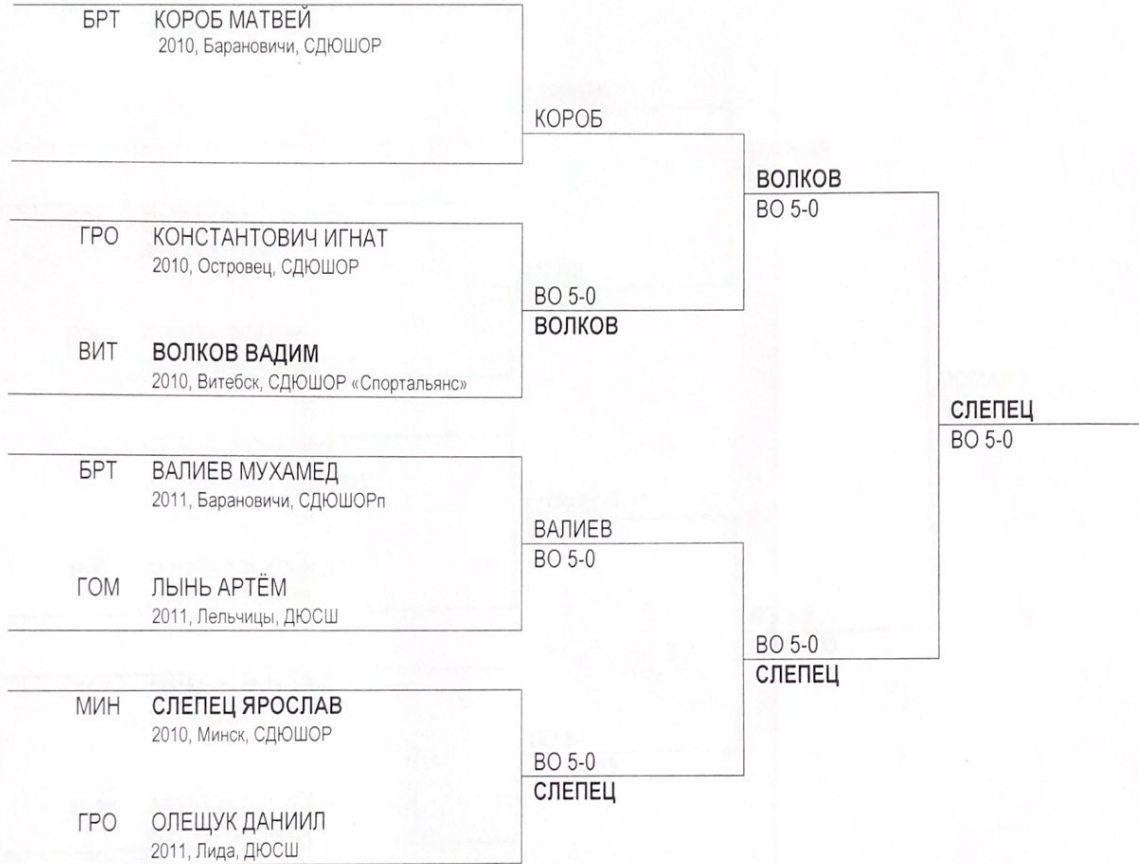 БРТ КОРОБ МАТВЕЙ
2010, Барановичи, СДЮШОР
КОРОБ
ВОЛКОВ
ВО 5-0
ГРО КОНСТАНТОВИЧ ИГНАТ
2010, Островец, СДЮШОР
ВО 5-0
ВОЛКОВ
ВИТ ВОЛКОВ ВАДИМ
2010, Витебск, СДЮШОР «Спортальянс»
СЛЕПЕЦ
ВО 5-0
БРТ ВАЛИЕВ МУХАМЕД
2011, Барановичи, СДЮШОРп
ВАЛИЕВ
ВО 5-0
ГОМ ЛЫНЬ АРТЁМ
2011, Лельчицы, ДЮСШ
ВО 5-0
СЛЕПЕЦ
МИН СЛЕПЕЦ ЯРОСЛАВ
2010, Минск, СДЮШОР
ВО 5-0
СЛЕПЕЦ
ГРО ОЛЕЩУК ДАНИИЛ
2011, Лида, ДЮСШ